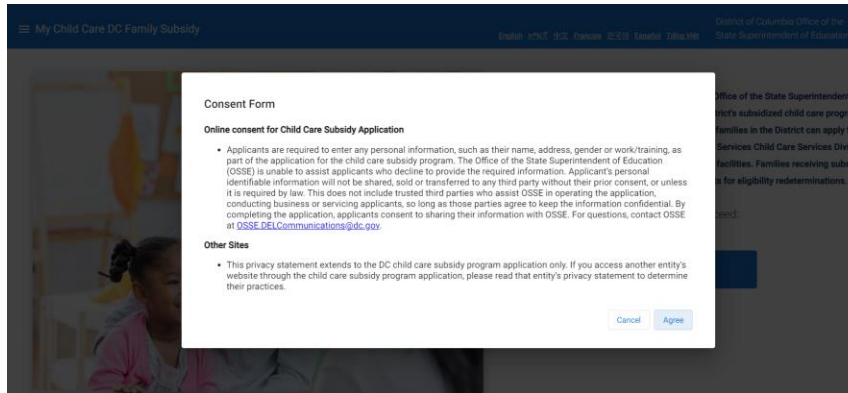 My Child Care DC Family Subsidy
English አማርኛ 中文 Français 한국어 Español Tiếng Việt
District of Columbia Office of the
State Superintendent of Education
Consent Form
Online consent for Child Care Subsidy Application
• Applicants are required to enter any personal information, such as their name, address, gender or work/training, as
part of the application for the child care subsidy program. The Office of the State Superintendent of Education
(OSSE) is unable to assist applicants who decline to provide the required information. Applicant's personal
identifiable information will not be shared, sold or transferred to any third party without their prior consent, or unless
it is required by law. This does not include trusted third parties who assist OSSE in operating the application,
conducting business or servicing applicants, so long as those parties agree to keep the information confidential. By
completing the application, applicants consent to sharing their information with OSSE. For questions, contact OSSE
at OSSE.DELCommunications@dc.gov.
Other Sites
• This privacy statement extends to the DC child care subsidy program application only. If you access another entity's
website through the child care subsidy program application, please read that entity's privacy statement to determine
their practices.
Cancel Agree
Office of the State Superintendent
trict's subsidized child care progr
families in the District can apply
Services Child Care Services Div
facilities. Families receiving sub
s for eligibility redeterminations.
ceed: